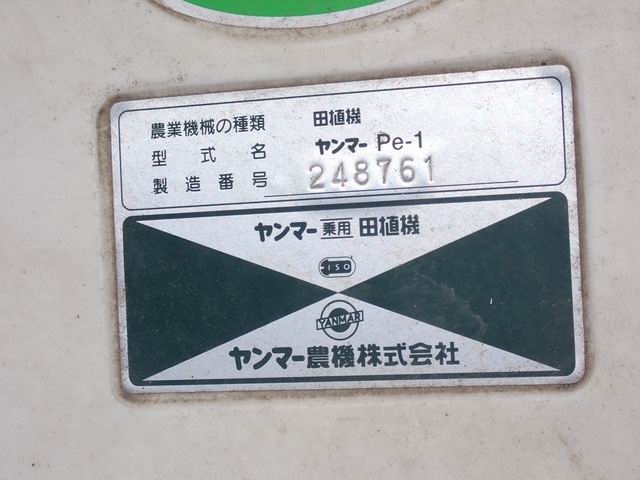 農業機械の種類 田植機
型式名 ヤンマー Pe-1
製造番号 248761
ヤンマー 乗用 田植機
ISO
YANMAR
ヤンマー農機株式会社